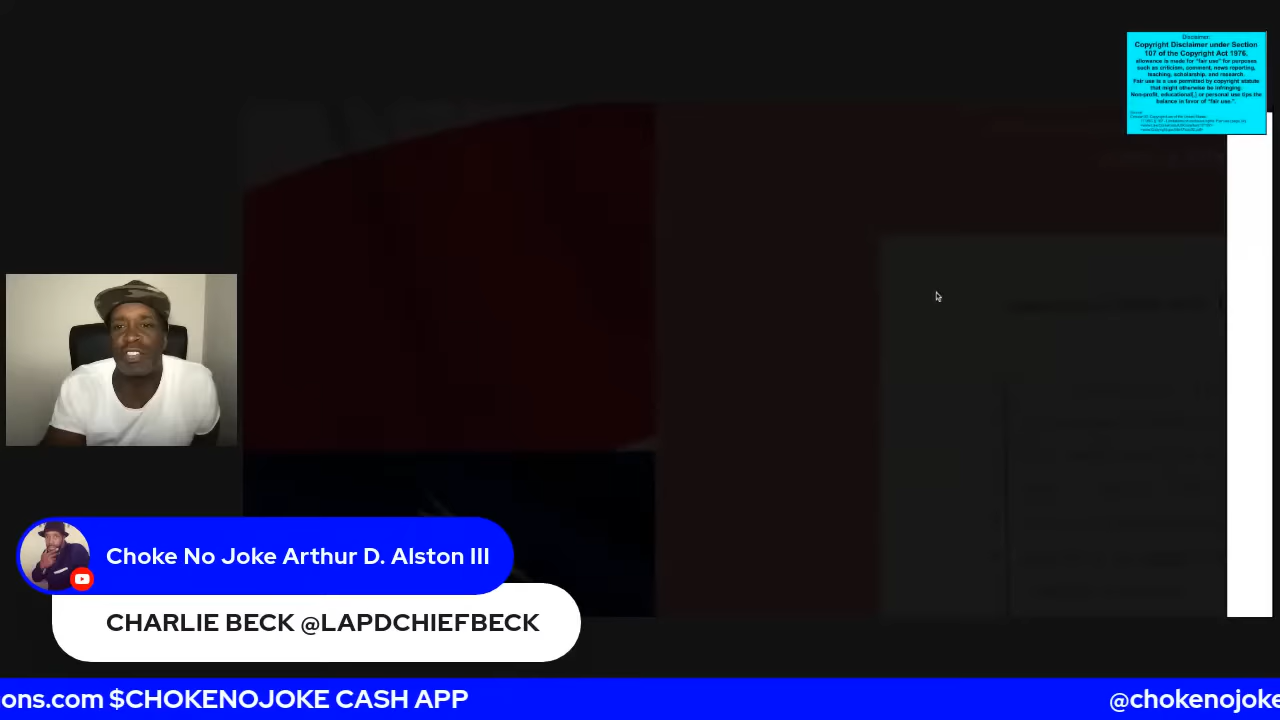 Disclaimer:
Copyright Disclaimer under Section
107 of the Copyright Act 1976,
allowance is made for "fair use" for purposes
such as criticism, comment, news reporting,
teaching, scholarship, and research.
Fair use is a use permitted by copyright statute
that might otherwise be infringing.
Non-profit, educational[,] or personal use tips the
balance in favor of "fair use".
Choke No Joke Arthur D. Alston III
CHARLIE BECK @LAPDCHIEFBECK
ons.com $CHOKENOJOKE CASH APP
@chokenojoke